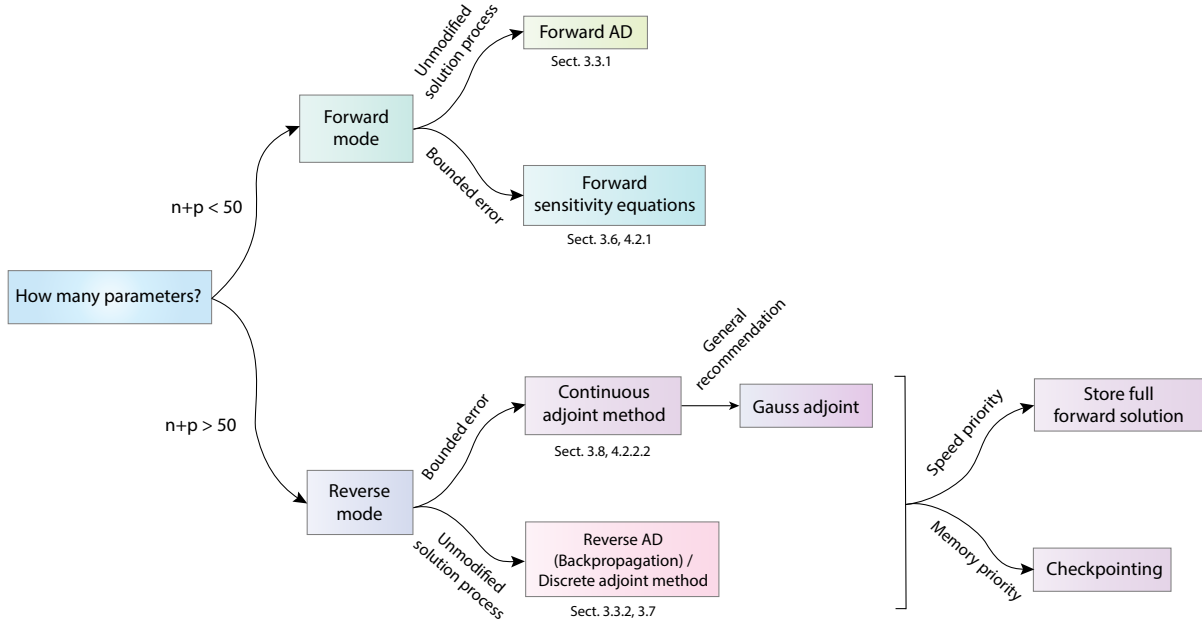 How many parameters?
n+p < 50
Forward
mode
Unmodified
solution process
Forward AD
Sect. 3.3.1
Bounded error
Forward
sensitivity equations
Sect. 3.6, 4.2.1
n+p > 50
Reverse
mode
Bounded error
Continuous
adjoint method
Sect. 3.8, 4.2.2.2
General
recommendation
Gauss adjoint
Unmodified
solution process
Reverse AD
(Backpropagation) /
Discrete adjoint method
Sect. 3.3.2, 3.7
Speed priority
Store full
forward solution
Memory priority
Checkpointing